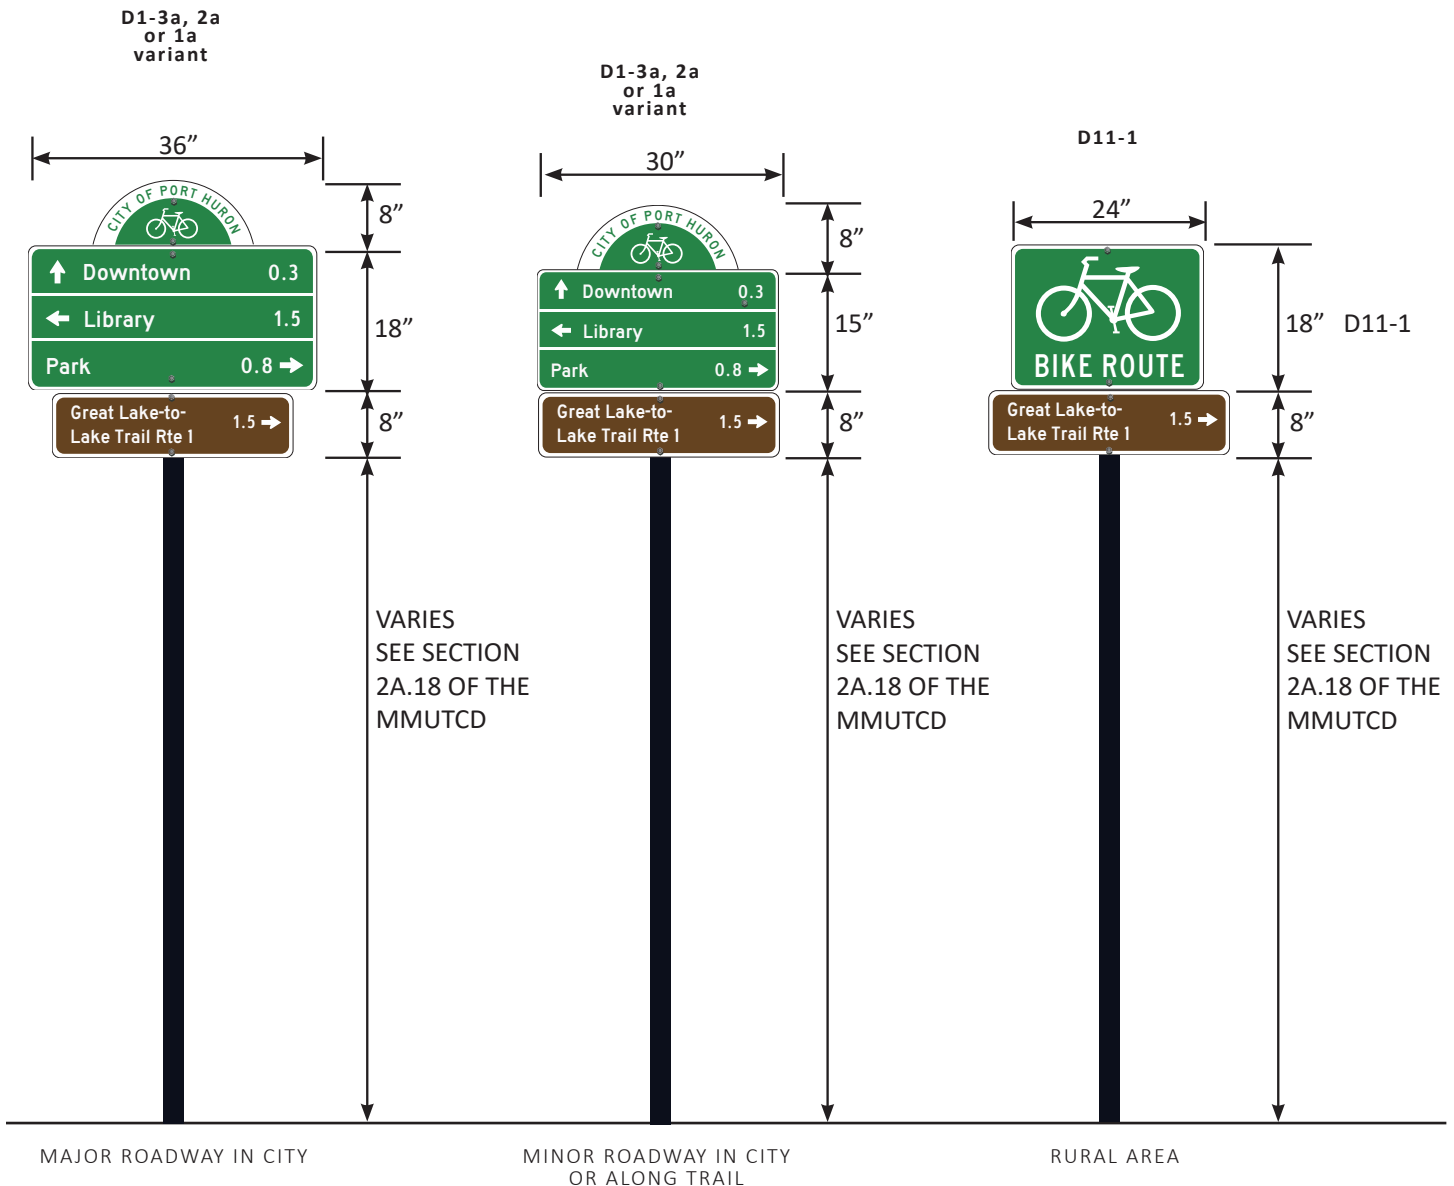 D1-3a, 2a
or 1a
variant
36”
CITY OF PORT HURON
8”
Downtown 0.3
Library 1.5
Park 0.8
18”
Great Lake-to-
Lake Trail Rte 1
1.5
8”
VARIES
SEE SECTION
2A.18 OF THE
MMUTCD
MAJOR ROADWAY IN CITY
D1-3a, 2a
or 1a
variant
30”
CITY OF PORT HURON
8”
Downtown 0.3
Library 1.5
Park 0.8
15”
Great Lake-to-
Lake Trail Rte 1
1.5
8”
VARIES
SEE SECTION
2A.18 OF THE
MMUTCD
MINOR ROADWAY IN CITY
OR ALONG TRAIL
D11-1
24”
BIKE ROUTE
18” D11-1
Great Lake-to-
Lake Trail Rte 1
1.5
8”
VARIES
SEE SECTION
2A.18 OF THE
MMUTCD
RURAL AREA